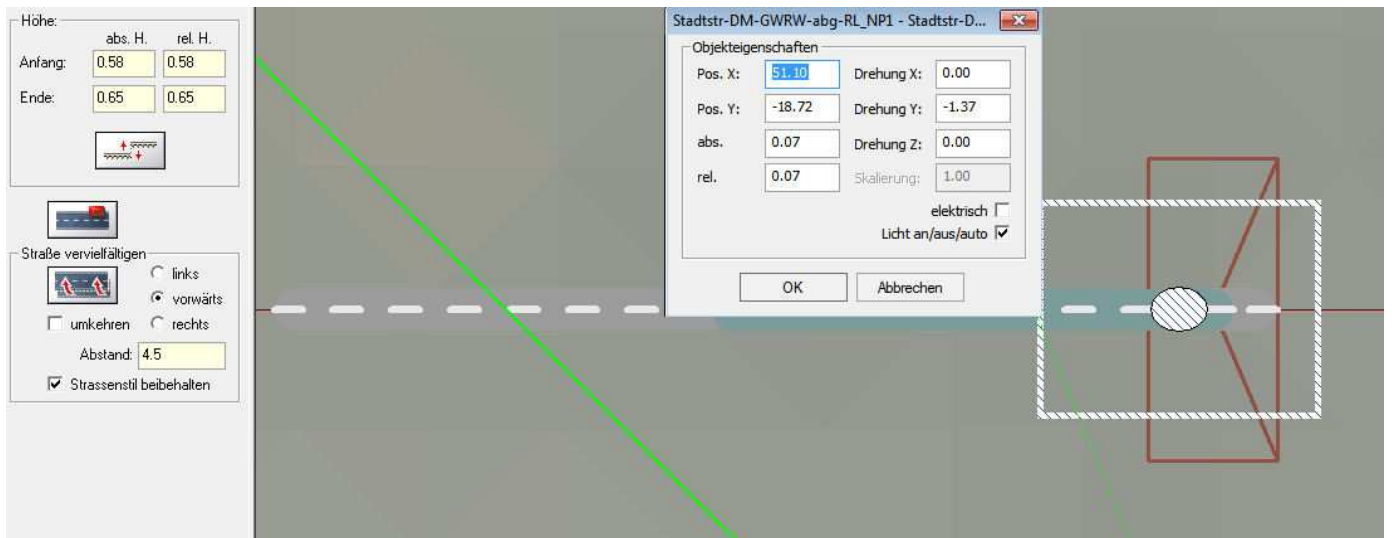 Höhe:
abs. H. rel. H.
Anfang: 0.58 0.58
Ende: 0.65 0.65
Straße vervielfältigen
links
vorwärts
umkehren rechts
Abstand: 4.5
Strassenstil beibehalten
Stadtstr-DM-GWRW-abg-RL_NP1 - Stadtstr-D...
Objekteigenschaften
Pos. X: 51.10 Drehung X: 0.00
Pos. Y: -18.72 Drehung Y: -1.37
abs. 0.07 Drehung Z: 0.00
rel. 0.07 Skalierung: 1.00
elektrisch
Licht an/aus/auto
OK Abbrechen